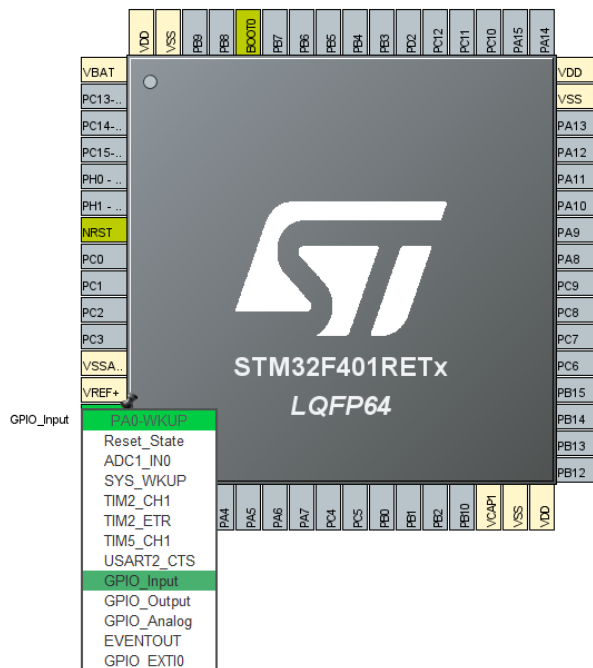 VDD
VSS
PB9
PB8
BOOT0
PB7
PB6
PB5
PB4
PB3
PD2
PC12
PC11
PC10
PA15
PA14
VBAT
PC13-..
PC14-..
PC15-..
PH0 - ..
PH1 - ..
NRST
PC0
PC1
PC2
PC3
VSSA..
VREF+
VDD
VSS
PA13
PA12
PA11
PA10
PA9
PA8
PC9
PC8
PC7
PC6
PB15
PB14
PB13
PB12
ST
STM32F401RETx
LQFP64
GPIO_Input
PA0-WKUP
Reset_State
ADC1_IN0
SYS_WKUP
TIM2_CH1
TIM2_ETR
TIM5_CH1
USART2_CTS
GPIO_Input
GPIO_Output
GPIO_Analog
EVENTOUT
GPIO_EXTI0
PA4
PA5
PA6
PA7
PC4
PC5
PB0
PB1
PB2
PB10
VCAP1
VSS
VDD